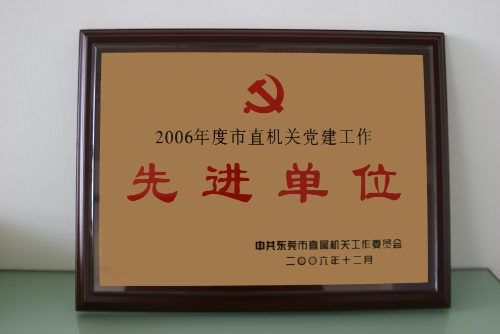 2006年度市直机关党建工作
先进单位
中共东莞市直属机关工作委员会
二〇〇六年十二月